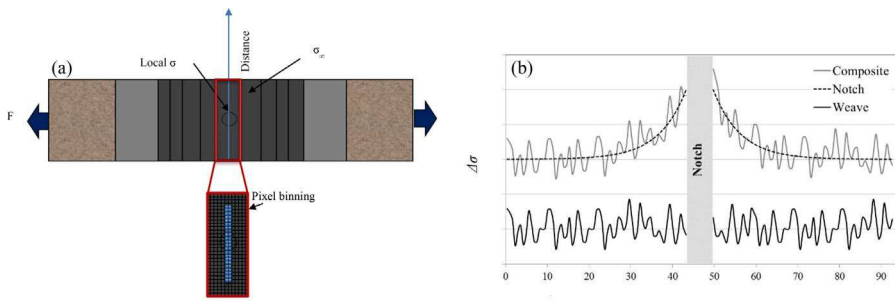 (a)
Local σ
Distance
σ∞
F
Pixel binning
(b)
Composite
Notch
Weave
Δσ
Notch
0 10 20 30 40 50 60 70 80 90